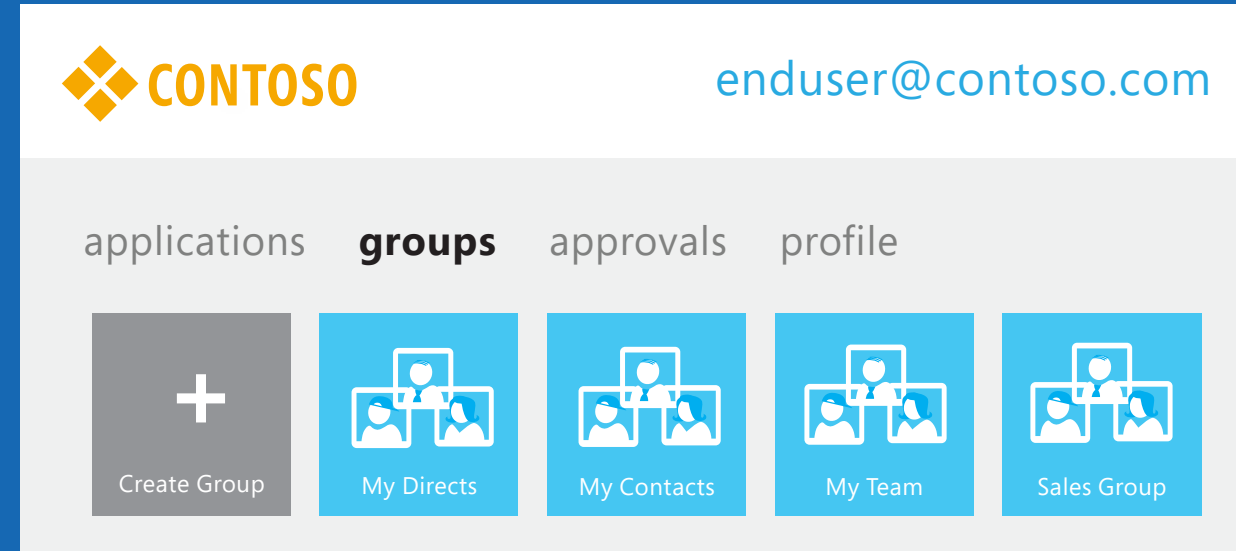 CONTOSO
enduser@contoso.com
applications groups approvals profile
Create Group My Directs My Contacts My Team Sales Group